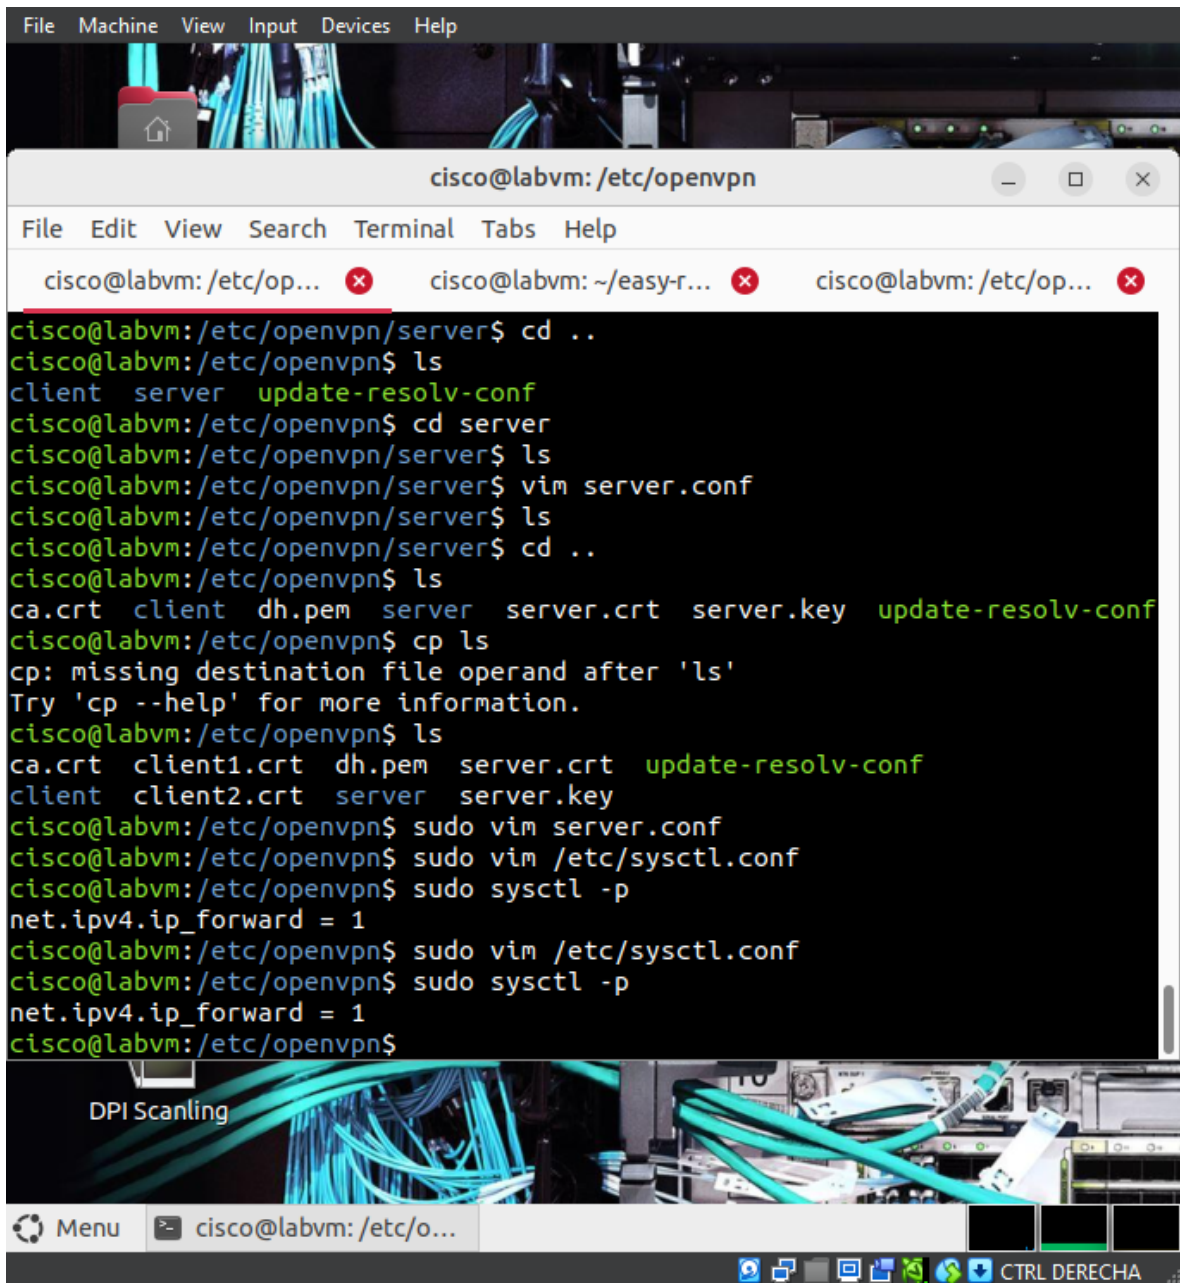 File Machine View Input Devices Help
cisco@labvm: /etc/openvpn
File Edit View Search Terminal Tabs Help
cisco@labvm: /etc/op... cisco@labvm: ~/easy-r... cisco@labvm: /etc/op...
cisco@labvm:/etc/openvpn/server$ cd ..
cisco@labvm:/etc/openvpn$ ls
client server update-resolv-conf
cisco@labvm:/etc/openvpn$ cd server
cisco@labvm:/etc/openvpn/server$ ls
cisco@labvm:/etc/openvpn/server$ vim server.conf
cisco@labvm:/etc/openvpn/server$ ls
cisco@labvm:/etc/openvpn/server$ cd ..
cisco@labvm:/etc/openvpn$ ls
ca.crt client dh.pem server server.crt server.key update-resolv-conf
cisco@labvm:/etc/openvpn$ cp ls
cp: missing destination file operand after 'ls'
Try 'cp --help' for more information.
cisco@labvm:/etc/openvpn$ ls
ca.crt client1.crt dh.pem server.crt update-resolv-conf
client client2.crt server server.key
cisco@labvm:/etc/openvpn$ sudo vim server.conf
cisco@labvm:/etc/openvpn$ sudo vim /etc/sysctl.conf
cisco@labvm:/etc/openvpn$ sudo sysctl -p
net.ipv4.ip_forward = 1
cisco@labvm:/etc/openvpn$ sudo vim /etc/sysctl.conf
cisco@labvm:/etc/openvpn$ sudo sysctl -p
net.ipv4.ip_forward = 1
cisco@labvm:/etc/openvpn$
DPI Scanling
Menu cisco@labvm: /etc/o...
CTRL DERECHA